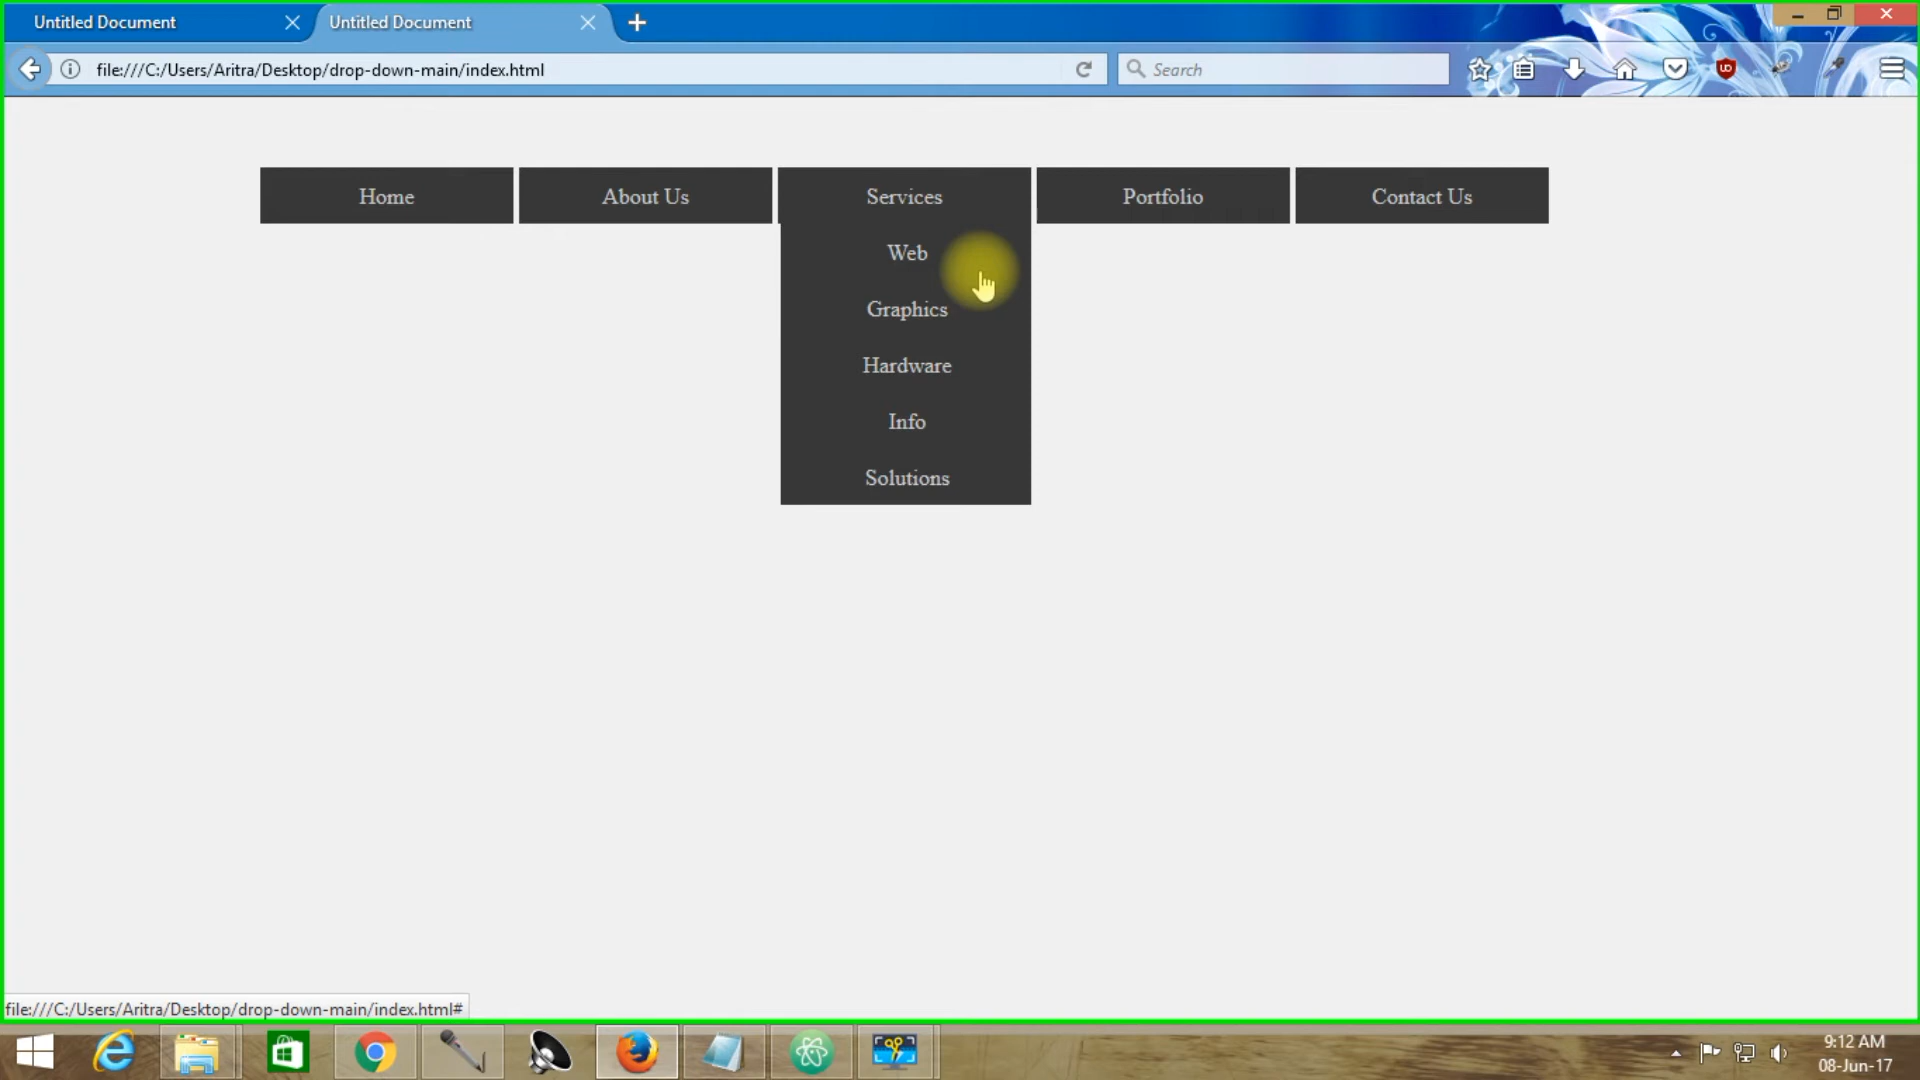 Untitled Document
Untitled Document
file:///C:/Users/Aritra/Desktop/drop-down-main/index.html
Search
Home
About Us
Services
Portfolio
Contact Us
Web
Graphics
Hardware
Info
Solutions
file:///C:/Users/Aritra/Desktop/drop-down-main/index.html#
9:12 AM
08-Jun-17